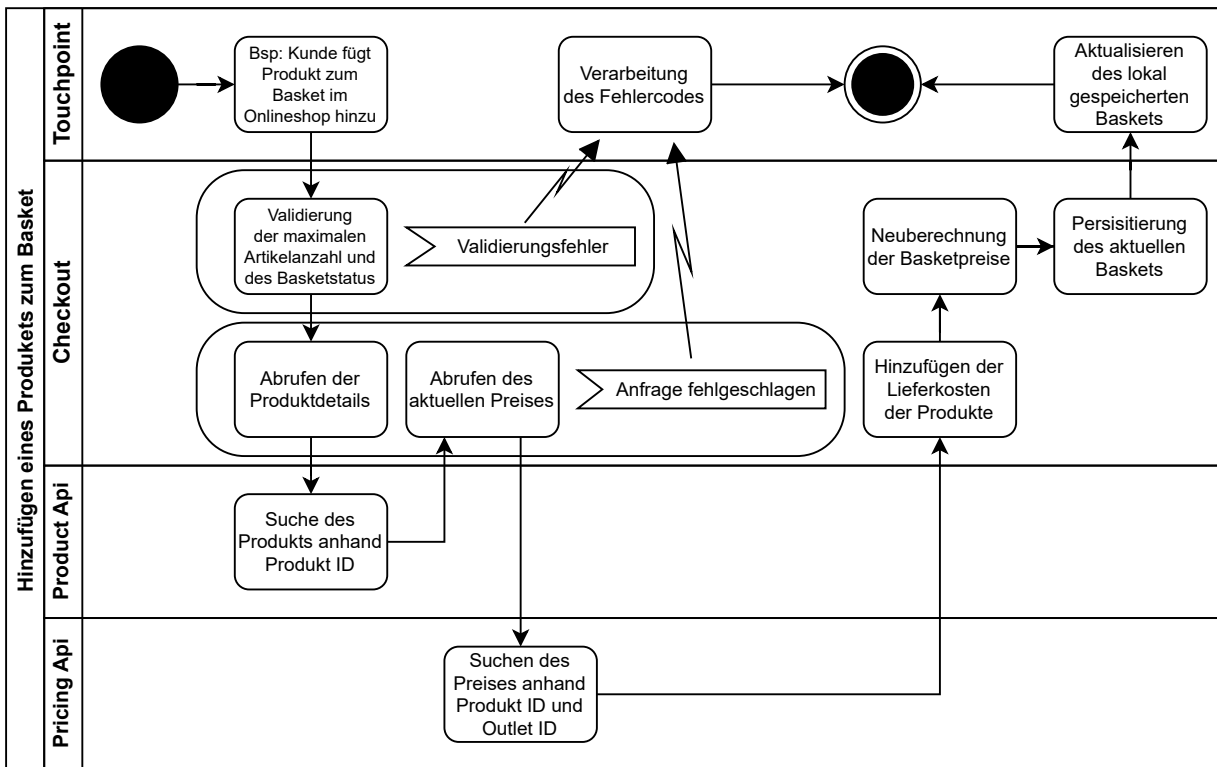 Hinzufügen eines Produkets zum Basket
Touchpoint
Bsp: Kunde fügt
Produkt zum
Basket im
Onlineshop hinzu
Verarbeitung
des Fehlercodes
Aktualisieren
des lokal
gespeicherten
Baskets
Checkout
Validierung
der maximalen
Artikelanzahl und
des Basketstatus
Validierungsfehler
Neuberechnung
der Basketpreise
Persisitierung
des aktuellen
Baskets
Abrufen der
Produktdetails
Abrufen des
aktuellen Preises
Anfrage fehlgeschlagen
Hinzufügen der
Lieferkosten
der Produkte
Product Api
Suche des
Produkts anhand
Produkt ID
Pricing Api
Suchen des
Preises anhand
Produkt ID und
Outlet ID